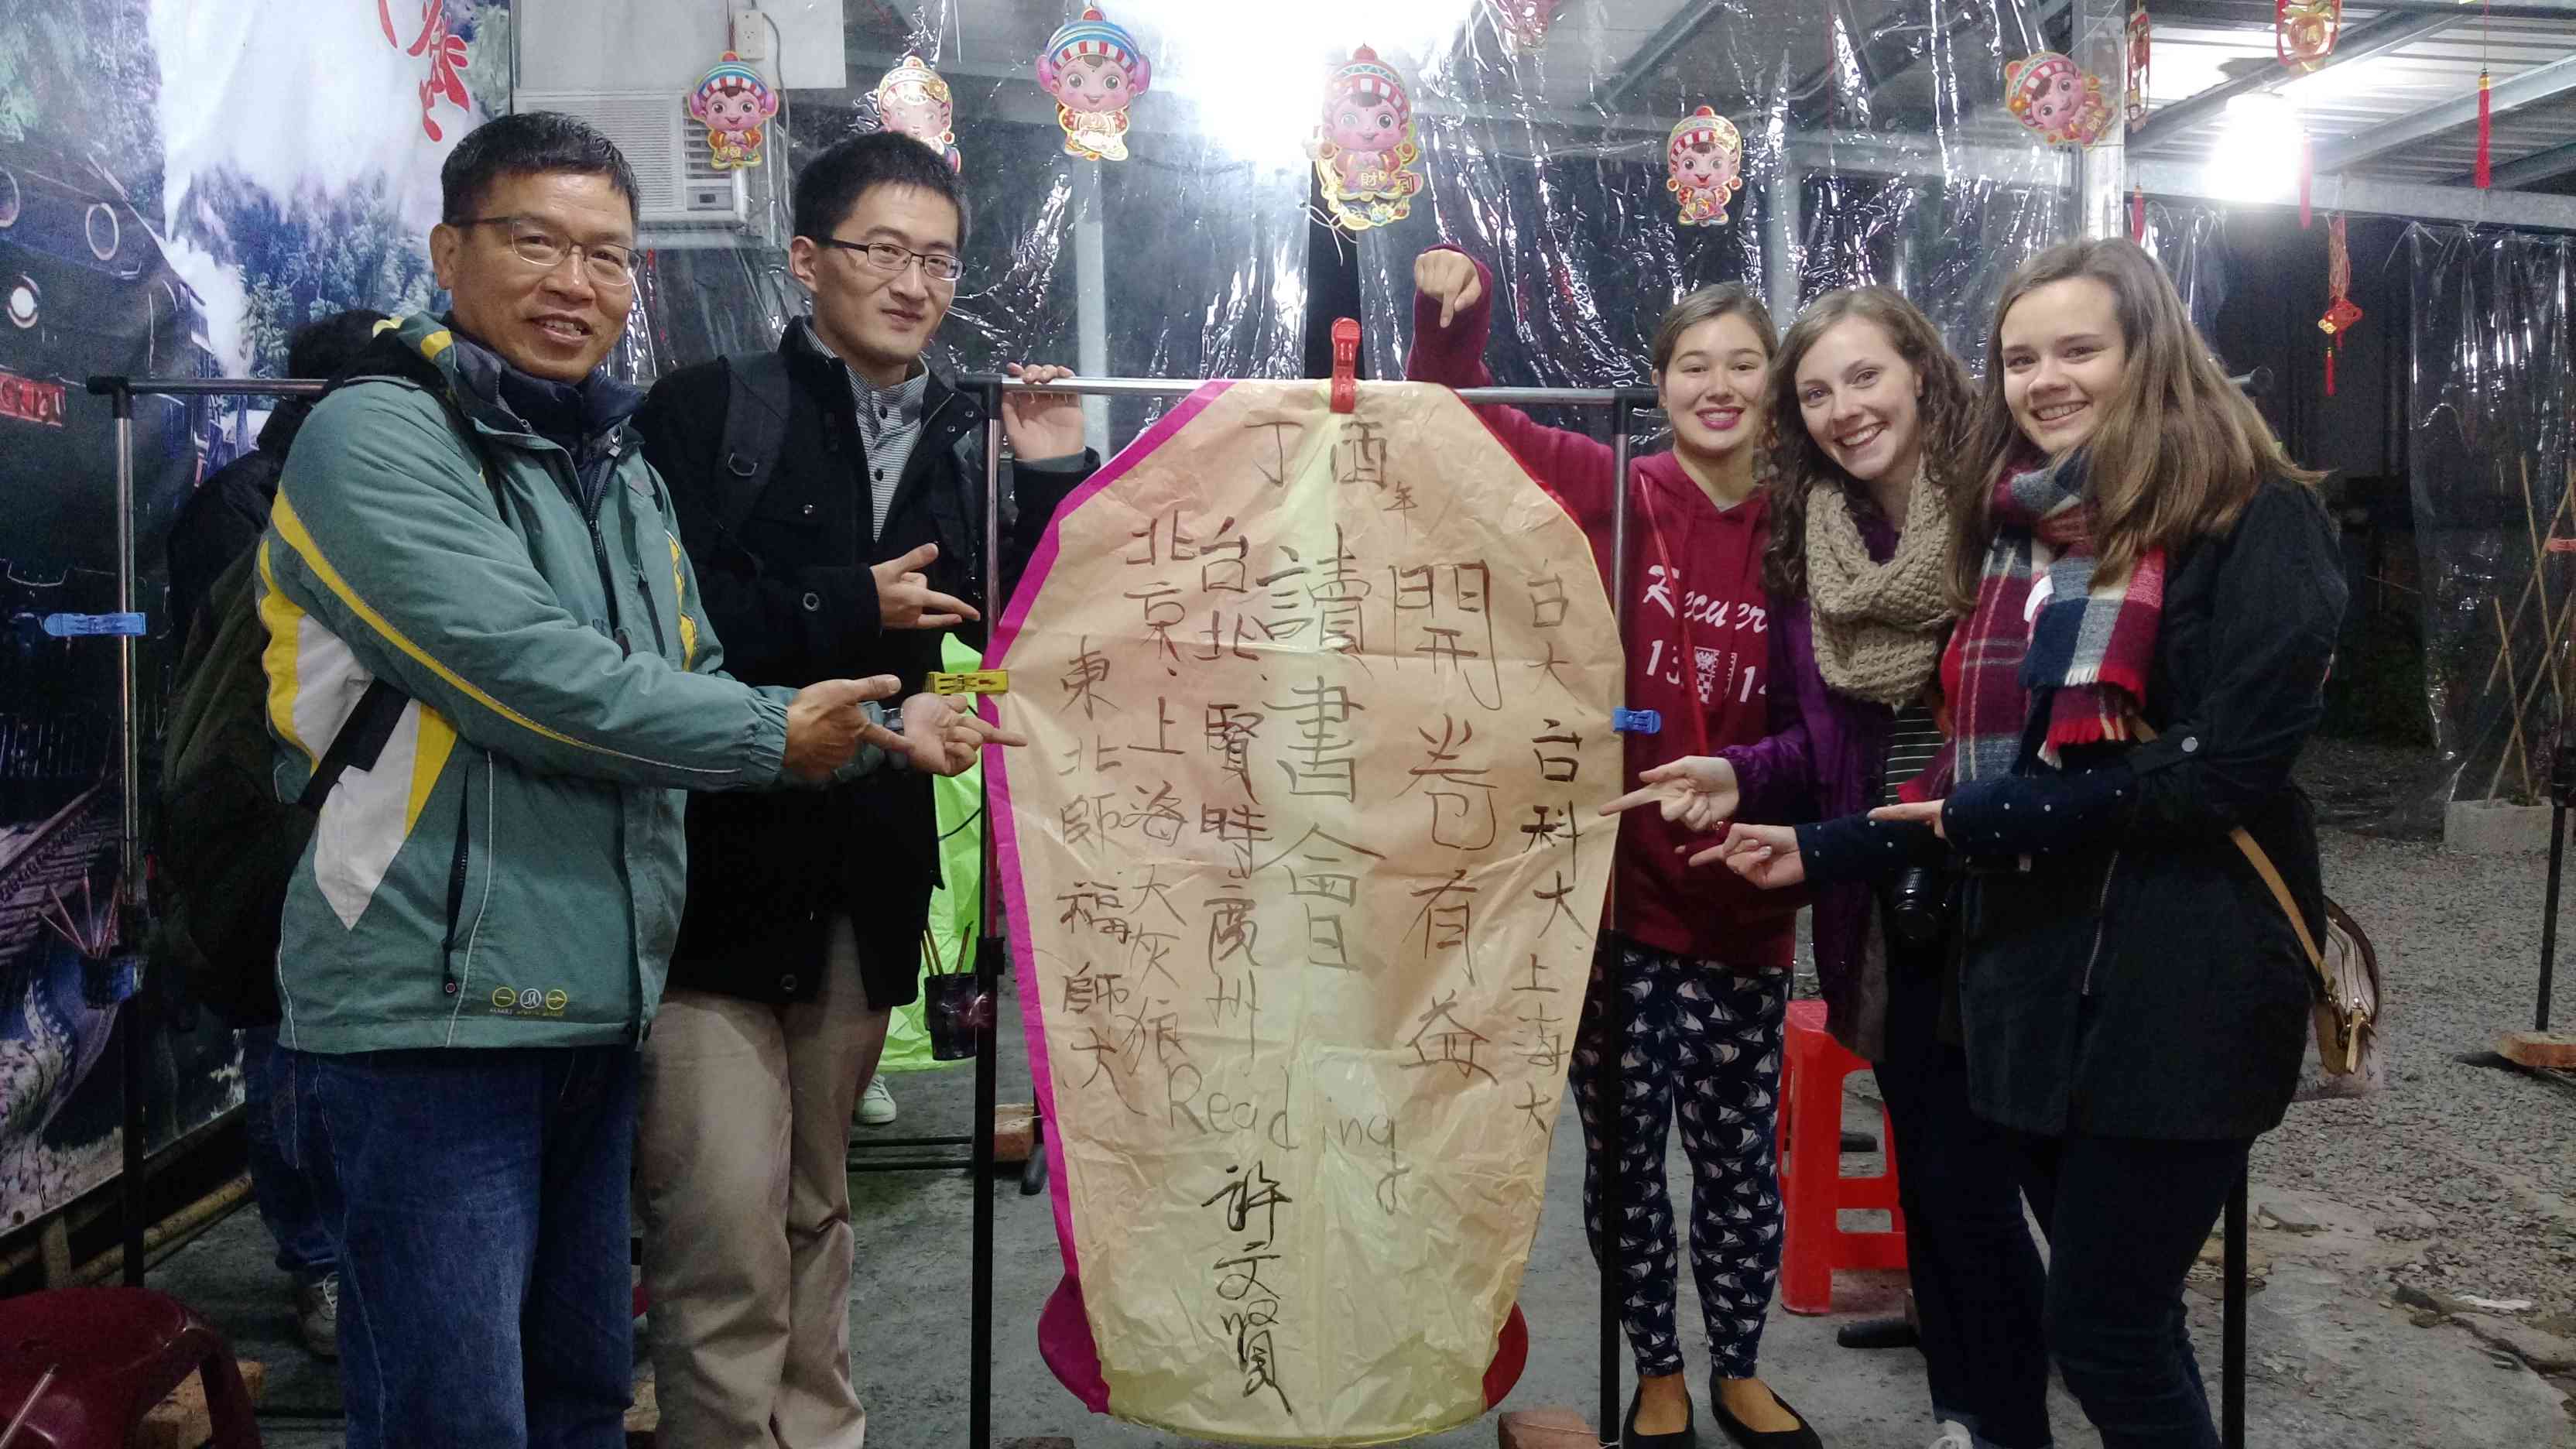 丁酉年
台大、台科大、上海大
開卷有益
讀書會
台北、賢時、廣州
北京、上海大灰狼
東北師、福師大
Reading
許文賢
Recuer
13 14
財